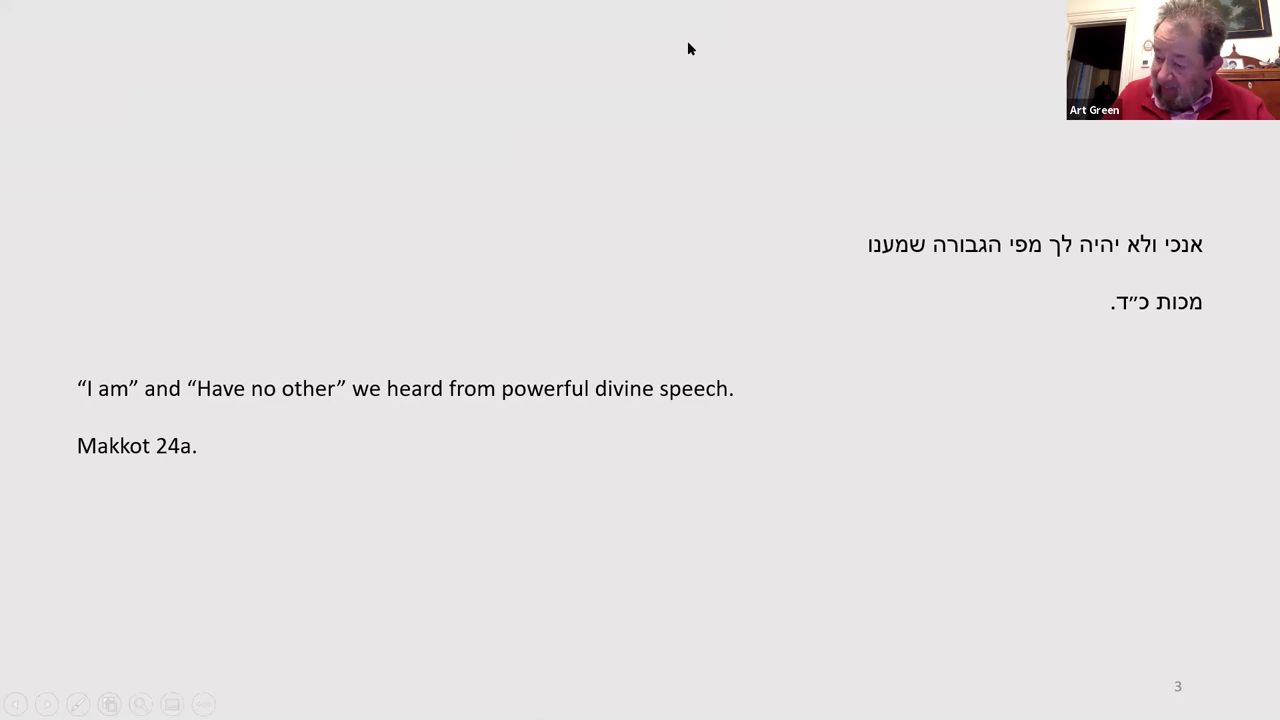 Art Green
אנכי ולא יהיה לך מפי הגבורה שמענו
מכות כ״ד.
“I am” and “Have no other” we heard from powerful divine speech.
Makkot 24a.
3